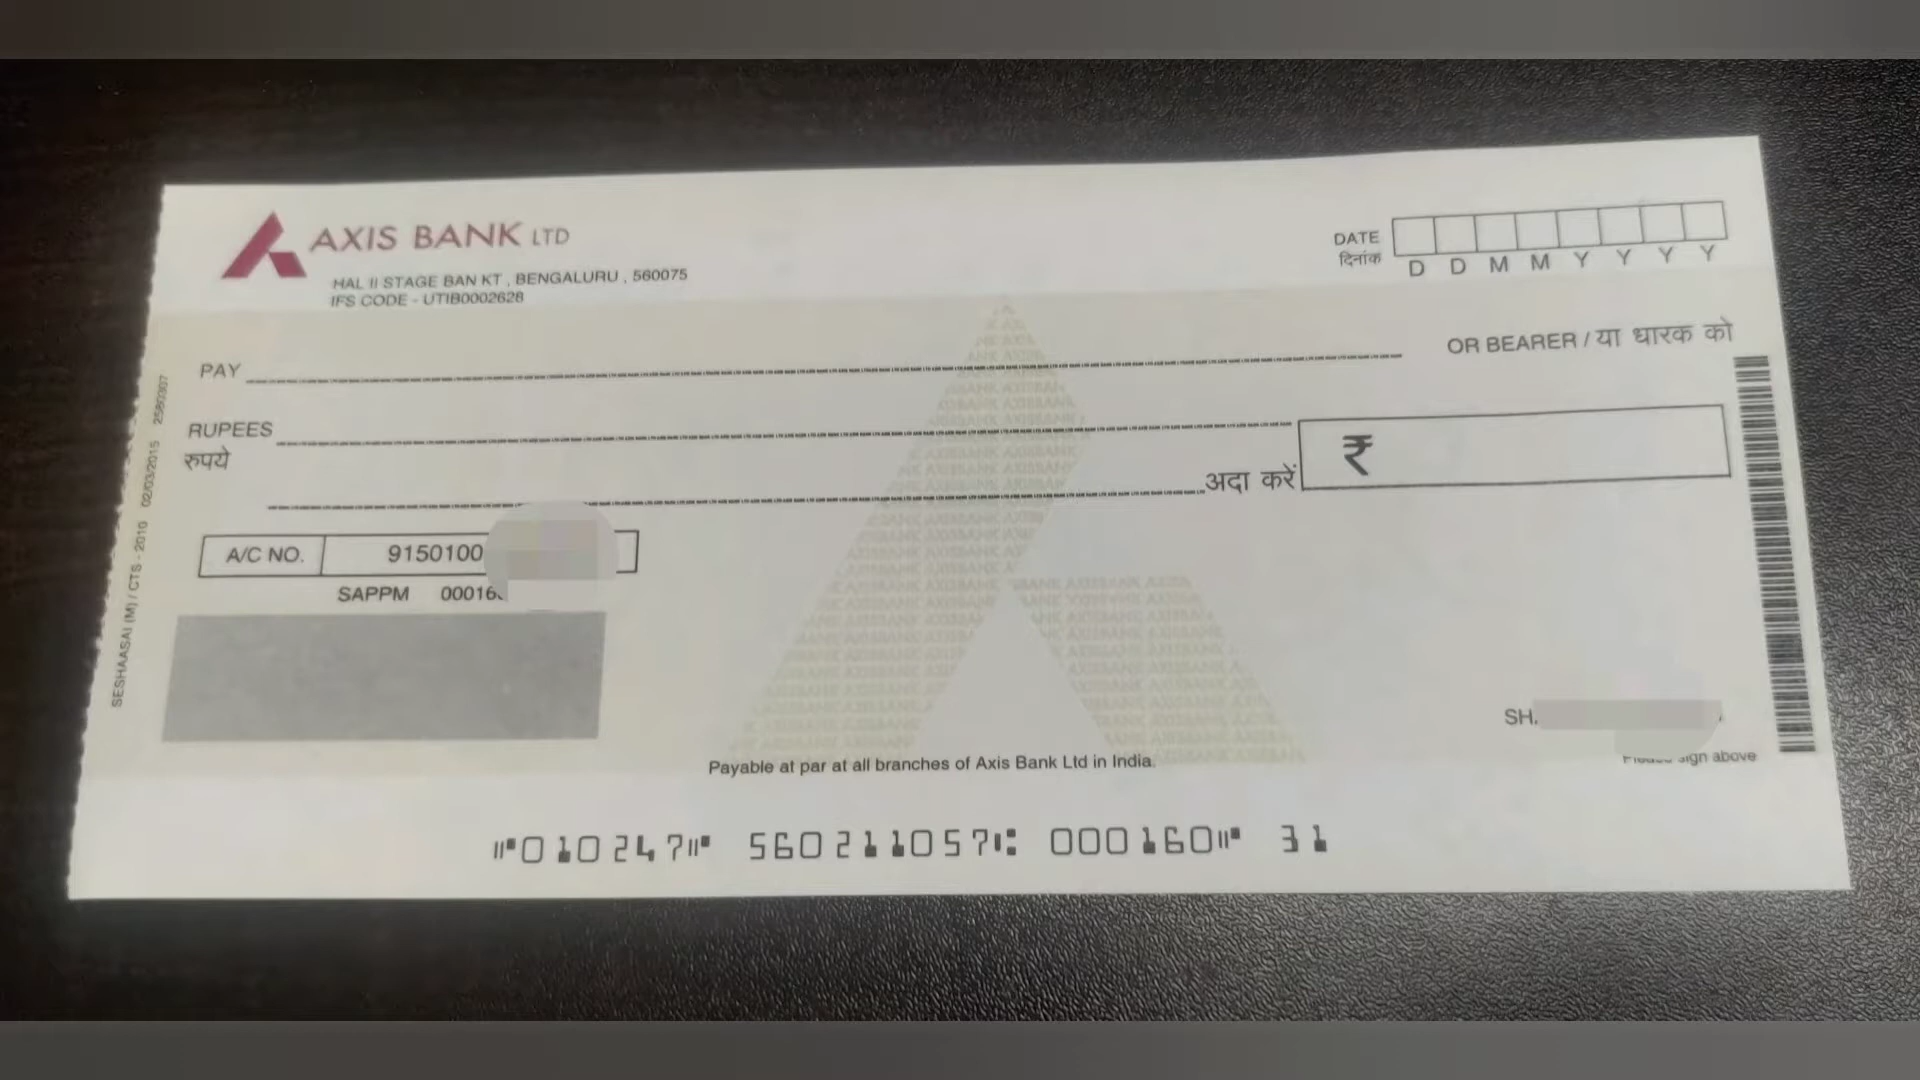 AXIS BANK LTD
HAL II STAGE BAN KT , BENGALURU , 560075
IFS CODE - UTIB0002628
DATE
दिनांक
D D M M Y Y Y Y
PAY
OR BEARER / या धारक को
RUPEES
रुपये
अदा करें
₹
A/C NO. 9150100
SAPPM 00016
SH
Please sign above
Payable at par at all branches of Axis Bank Ltd in India.
⑈010247⑈ 560211057⑆ 000160⑈ 31
SESHAASAI (M) / CTS - 2010 02/03/2015